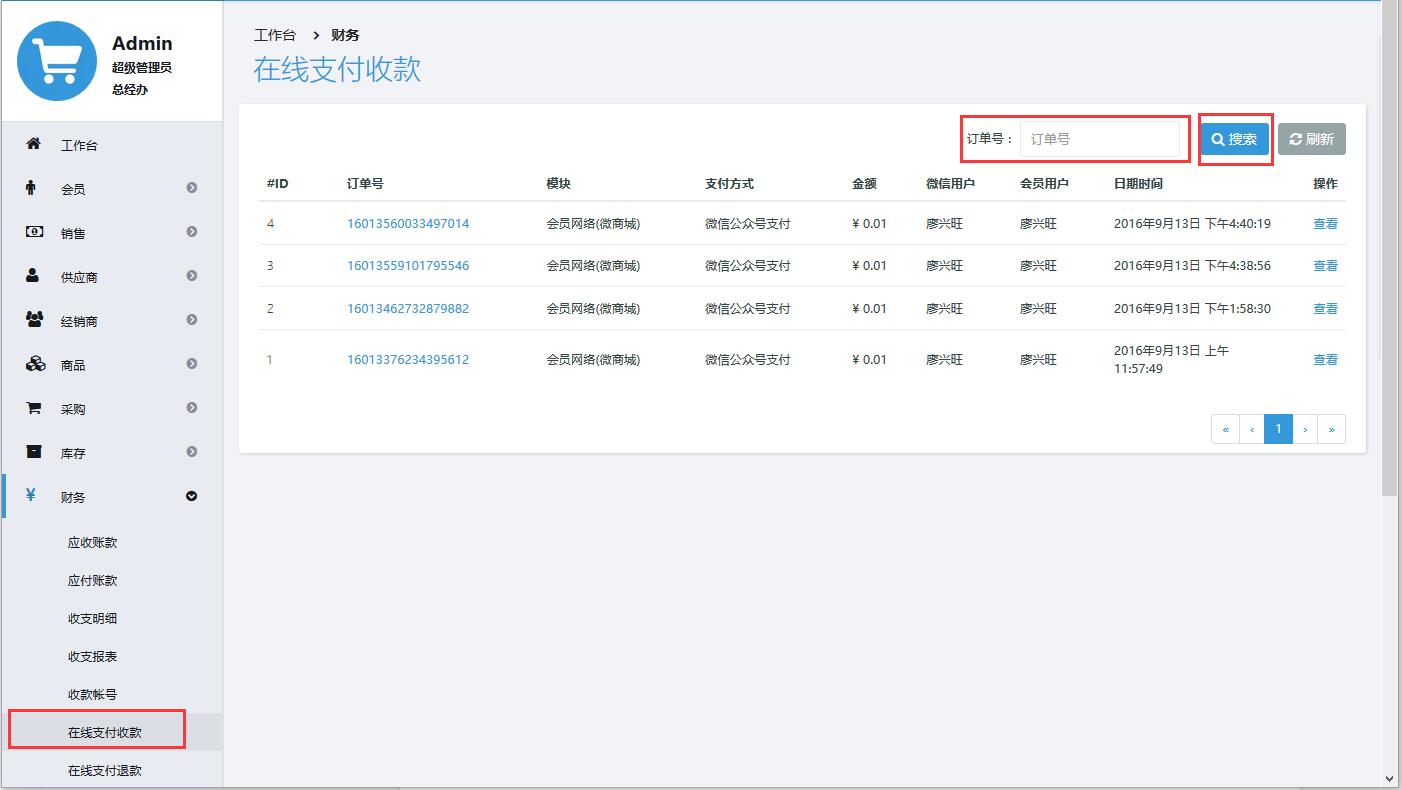 Admin
超级管理员
总经办
工作台
会员
销售
供应商
经销商
商品
采购
库存
¥ 财务
应收账款
应付账款
收支明细
收支报表
收款帐号
在线支付收款
在线支付退款
工作台 > 财务
在线支付收款
订单号： 订单号 搜索 刷新
#ID 订单号 模块 支付方式 金额 微信用户 会员用户 日期时间 操作
4 16013560033497014 会员网络(微商城) 微信公众号支付 ¥ 0.01 廖兴旺 廖兴旺 2016年9月13日 下午4:40:19 查看
3 16013559101795546 会员网络(微商城) 微信公众号支付 ¥ 0.01 廖兴旺 廖兴旺 2016年9月13日 下午4:38:56 查看
2 16013462732879882 会员网络(微商城) 微信公众号支付 ¥ 0.01 廖兴旺 廖兴旺 2016年9月13日 下午1:58:30 查看
1 16013376234395612 会员网络(微商城) 微信公众号支付 ¥ 0.01 廖兴旺 廖兴旺 2016年9月13日 上午 查看
11:57:49
« ‹ 1 › »